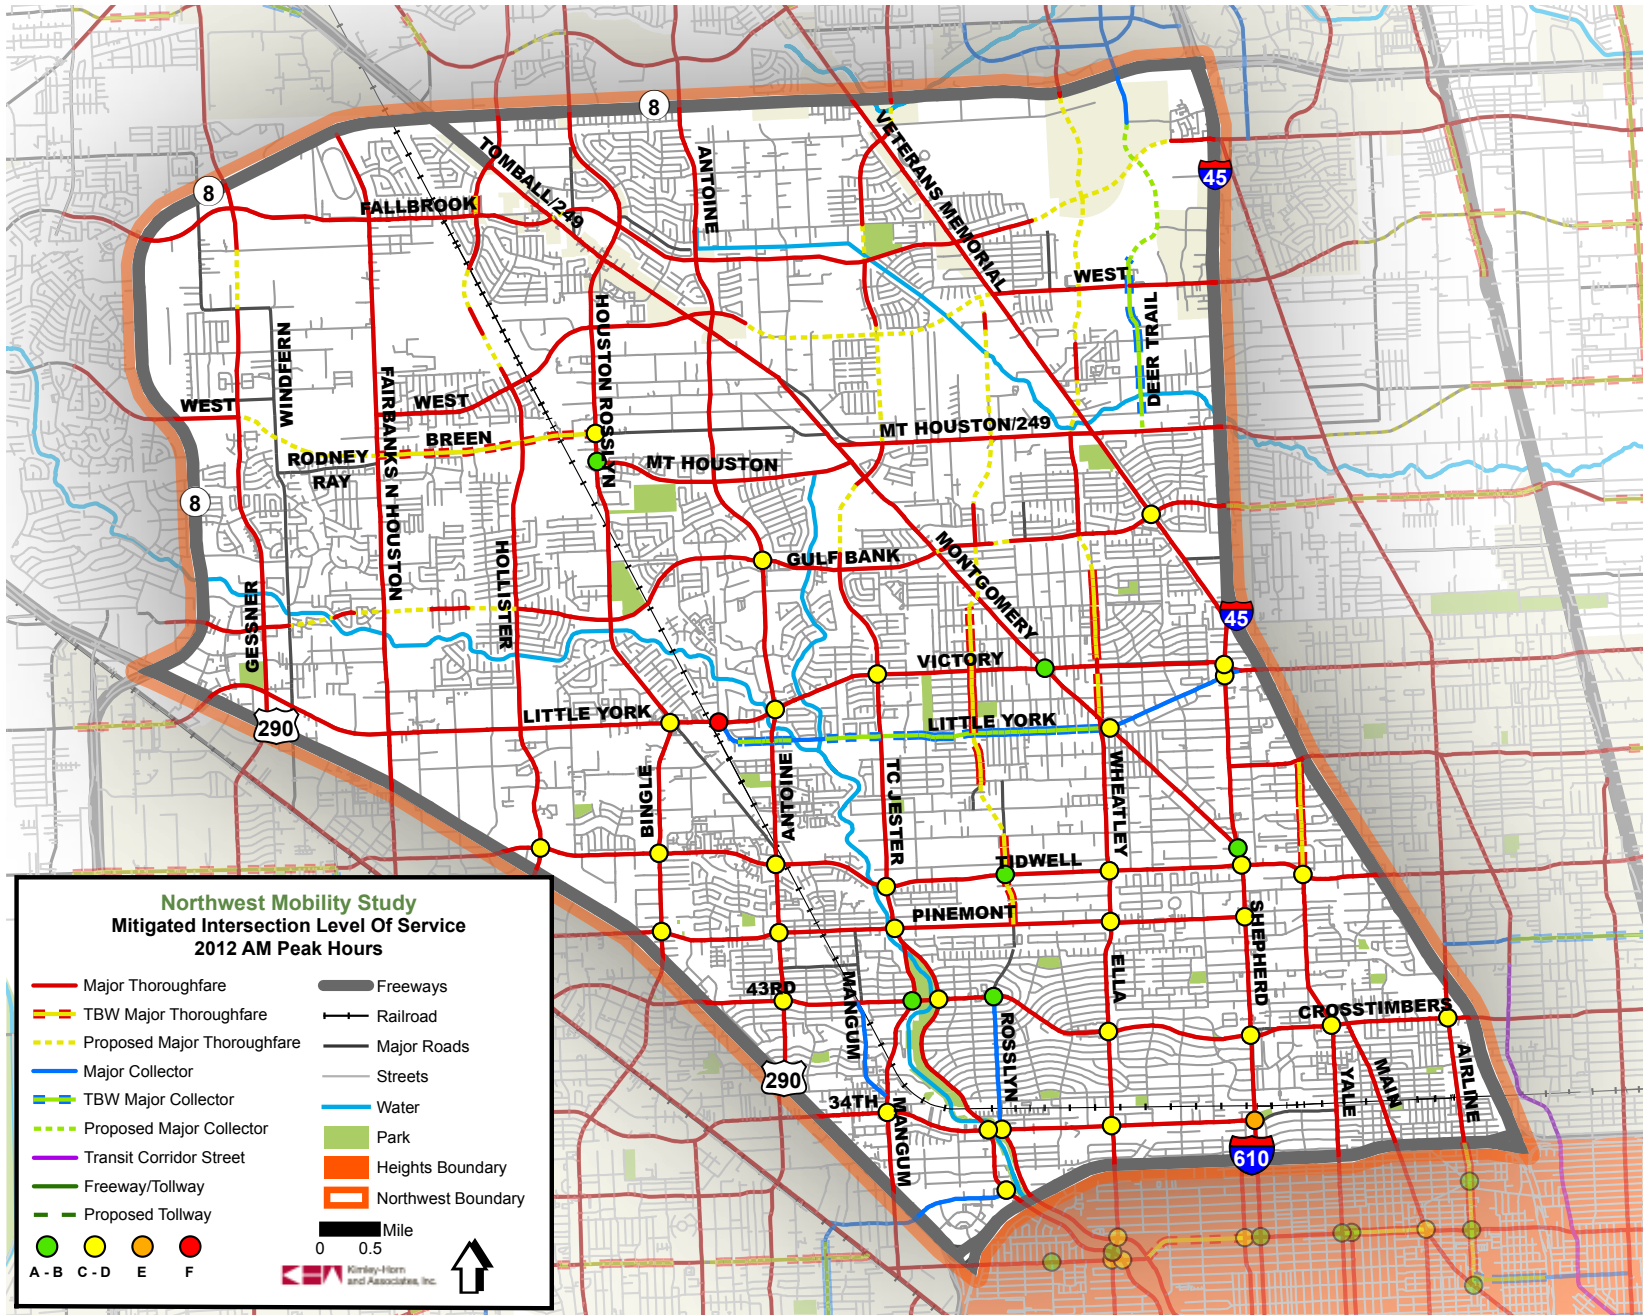 8
8
TOMBALL/249
ANTOINE
VETERANS MEMORIAL
45
FALLBROOK
WEST
DEER TRAIL
HOUSTON ROSSLYN
WINDFERN
FAIRBANKS N HOUSTON
WEST
WEST
BREEN
RODNEY
RAY
MT HOUSTON/249
MT HOUSTON
8
GULF BANK
MONTGOMERY
HOLLISTER
GESSNER
45
VICTORY
LITTLE YORK
LITTLE YORK
290
BINGLE
ANTOINE
TC JESTER
WHEATLEY
TIDWELL
PINEMONT
SHEPHERD
ELLA
43RD
MANGUM
ROSSLYN
CROSSTIMBERS
290
34TH
MANGUM
YALE
MAIN
AIRLINE
610
Northwest Mobility Study
Mitigated Intersection Level Of Service
2012 AM Peak Hours
Major Thoroughfare
TBW Major Thoroughfare
Proposed Major Thoroughfare
Major Collector
TBW Major Collector
Proposed Major Collector
Transit Corridor Street
Freeway/Tollway
Proposed Tollway
Freeways
Railroad
Major Roads
Streets
Water
Park
Heights Boundary
Northwest Boundary
Mile
0 0.5
A - B C - D E F
Kimley-Horn
and Associates, Inc.